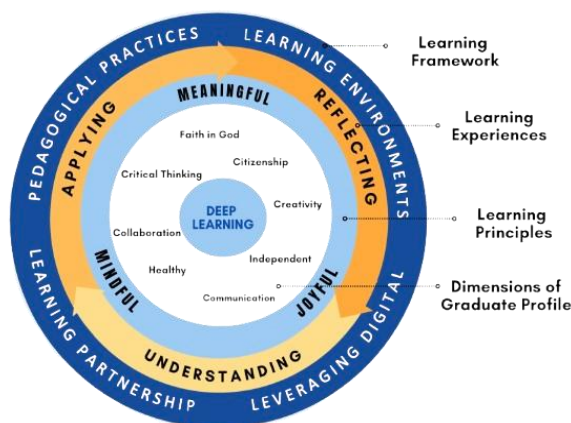 PEDAGOGICAL PRACTICES
LEARNING ENVIRONMENTS
LEARNING PARTNERSHIP
LEVERAGING DIGITAL
APPLYING
REFLECTING
UNDERSTANDING
MEANINGFUL
MINDFUL
JOYFUL
Faith in God
Citizenship
Critical Thinking
Creativity
Collaboration
Independent
Healthy
Communication
DEEP
LEARNING
Learning
Framework
Learning
Experiences
Learning
Principles
Dimensions of
Graduate Profile